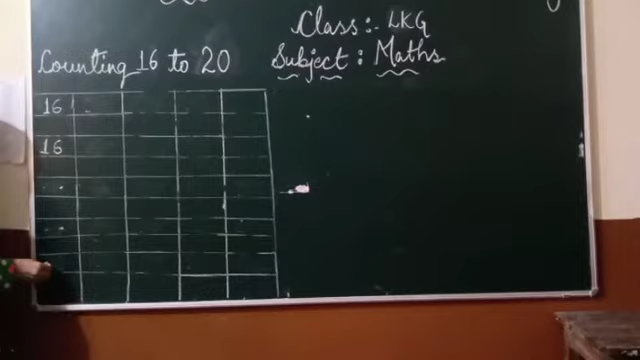 Class :- LKG
Counting 16 to 20
Subject : Maths
16
16